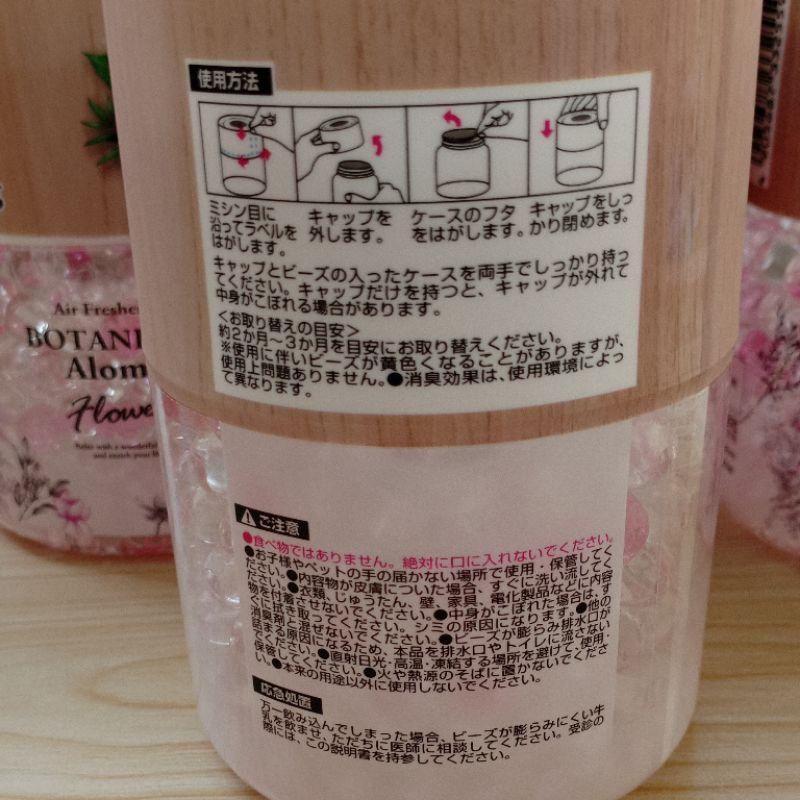 使用方法
ミシン目に
沿ってラベルを
はがします。
キャップを
外します。
ケースのフタ
をはがします。
キャップをしっ
かり閉めます。
キャップとビーズの入ったケースを両手でしっかり持っ
てください。キャップだけを持つと、キャップが外れて
中身がこぼれる場合があります。
<お取り替えの目安>
約2か月〜3か月を目安にお取り替えください。
※使用に伴いビーズが黄色くなることがありますが、
使用上問題ありません。●消臭効果は、使用環境によっ
て異なります。
Air Freshe
BOTAN
Alom
Flowe
ご注意
●食べ物ではありません。絶対に口に入れないでください。
●お子様やペットの手の届かない場所で使用・保管してく
ださい。●内容物が皮膚についた場合、すぐに洗い流してく
ださい。●衣類、じゅうたん、壁、家具、電化製品などに内容
物を付着させないでください。●中身がこぼれた場合は、す
ぐに拭き取ってください。シミの原因になります。●他の
消臭剤と混ぜないでください。●ビーズが膨らみ排水口が
詰まる原因になるため、本品を排水口やトイレに流さない
でください。●直射日光・高温・凍結する場所を避けて、使用・
保管してください。●火や熱源のそばに置かないでくださ
い。●本来の用途以外に使用しないでください。
応急処置
万一飲み込んでしまった場合、ビーズが膨らみにくい牛
乳を飲ませ、ただちに医師に相談してください。受診の
際には、この説明書を持参してください。